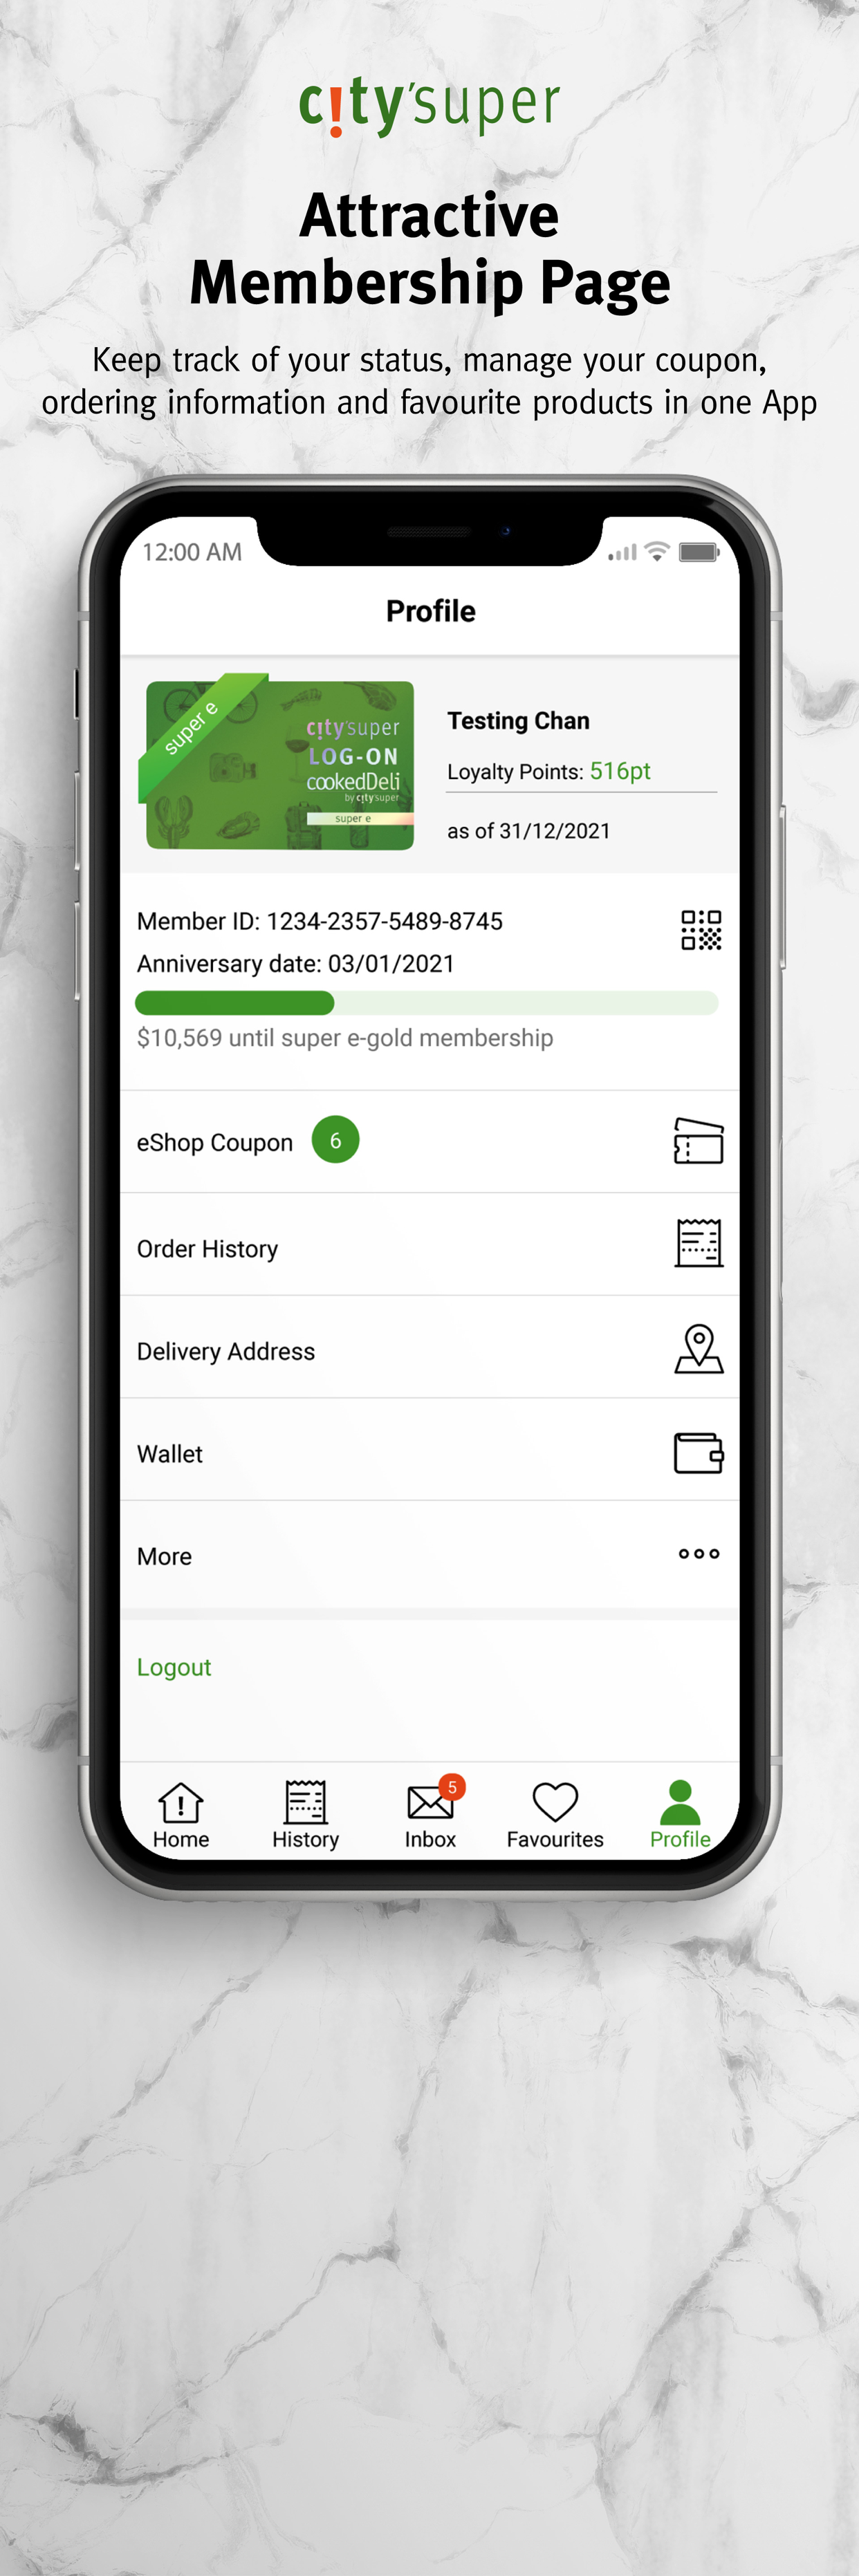 c!ty'super
Attractive
Membership Page
Keep track of your status, manage your coupon,
ordering information and favourite products in one App
12:00 AM
Profile
super e
c!ty'super
LOG-ON
cookedDeli
by c!ty'super
super e
Testing Chan
Loyalty Points: 516pt
as of 31/12/2021
Member ID: 1234-2357-5489-8745
Anniversary date: 03/01/2021
$10,569 until super e-gold membership
eShop Coupon 6
Order History
Delivery Address
Wallet
More
Logout
5
Home History Inbox Favourites Profile